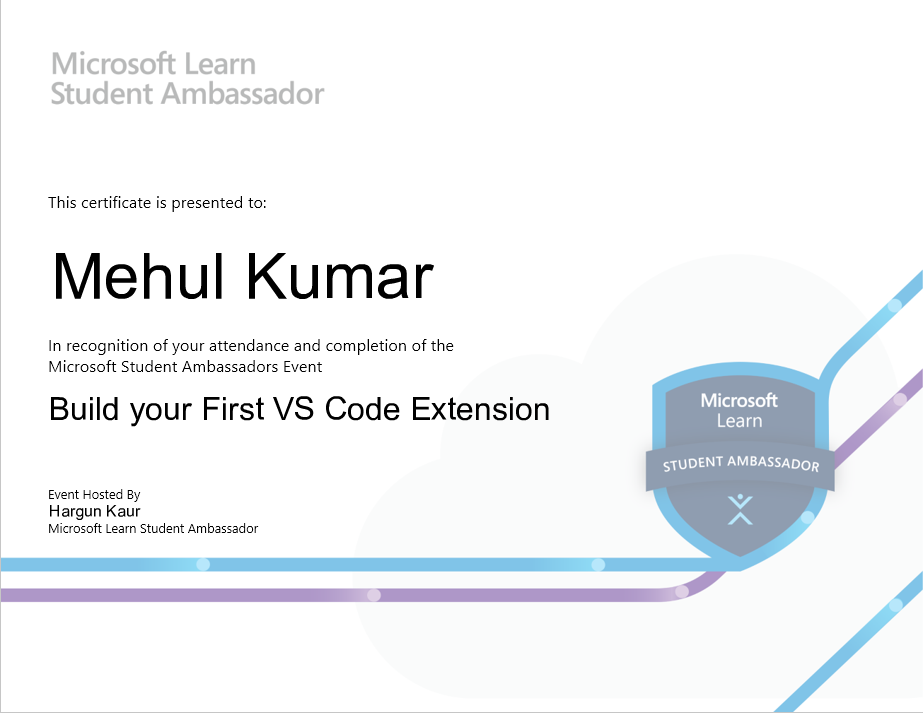 Microsoft Learn
Student Ambassador
This certificate is presented to:
Mehul Kumar
In recognition of your attendance and completion of the
Microsoft Student Ambassadors Event
Build your First VS Code Extension
Event Hosted By
Hargun Kaur
Microsoft Learn Student Ambassador
Microsoft
Learn
STUDENT AMBASSADOR